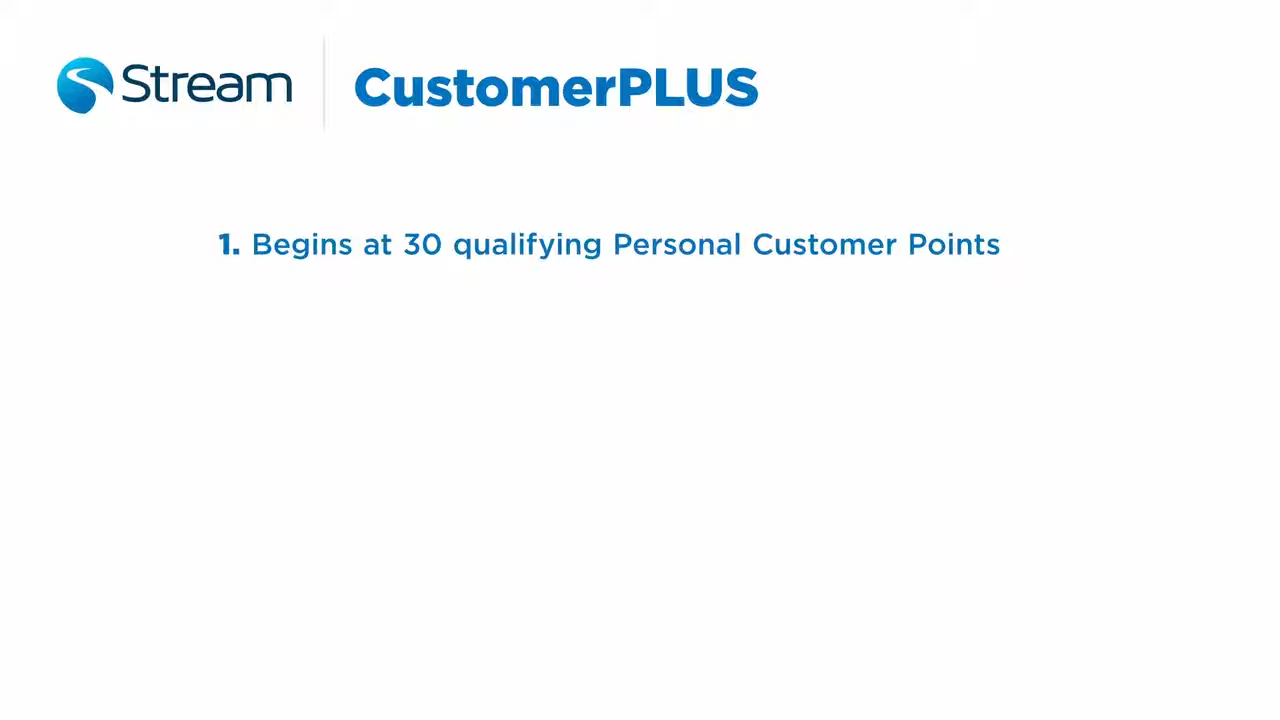 Stream
CustomerPLUS
1. Begins at 30 qualifying Personal Customer Points